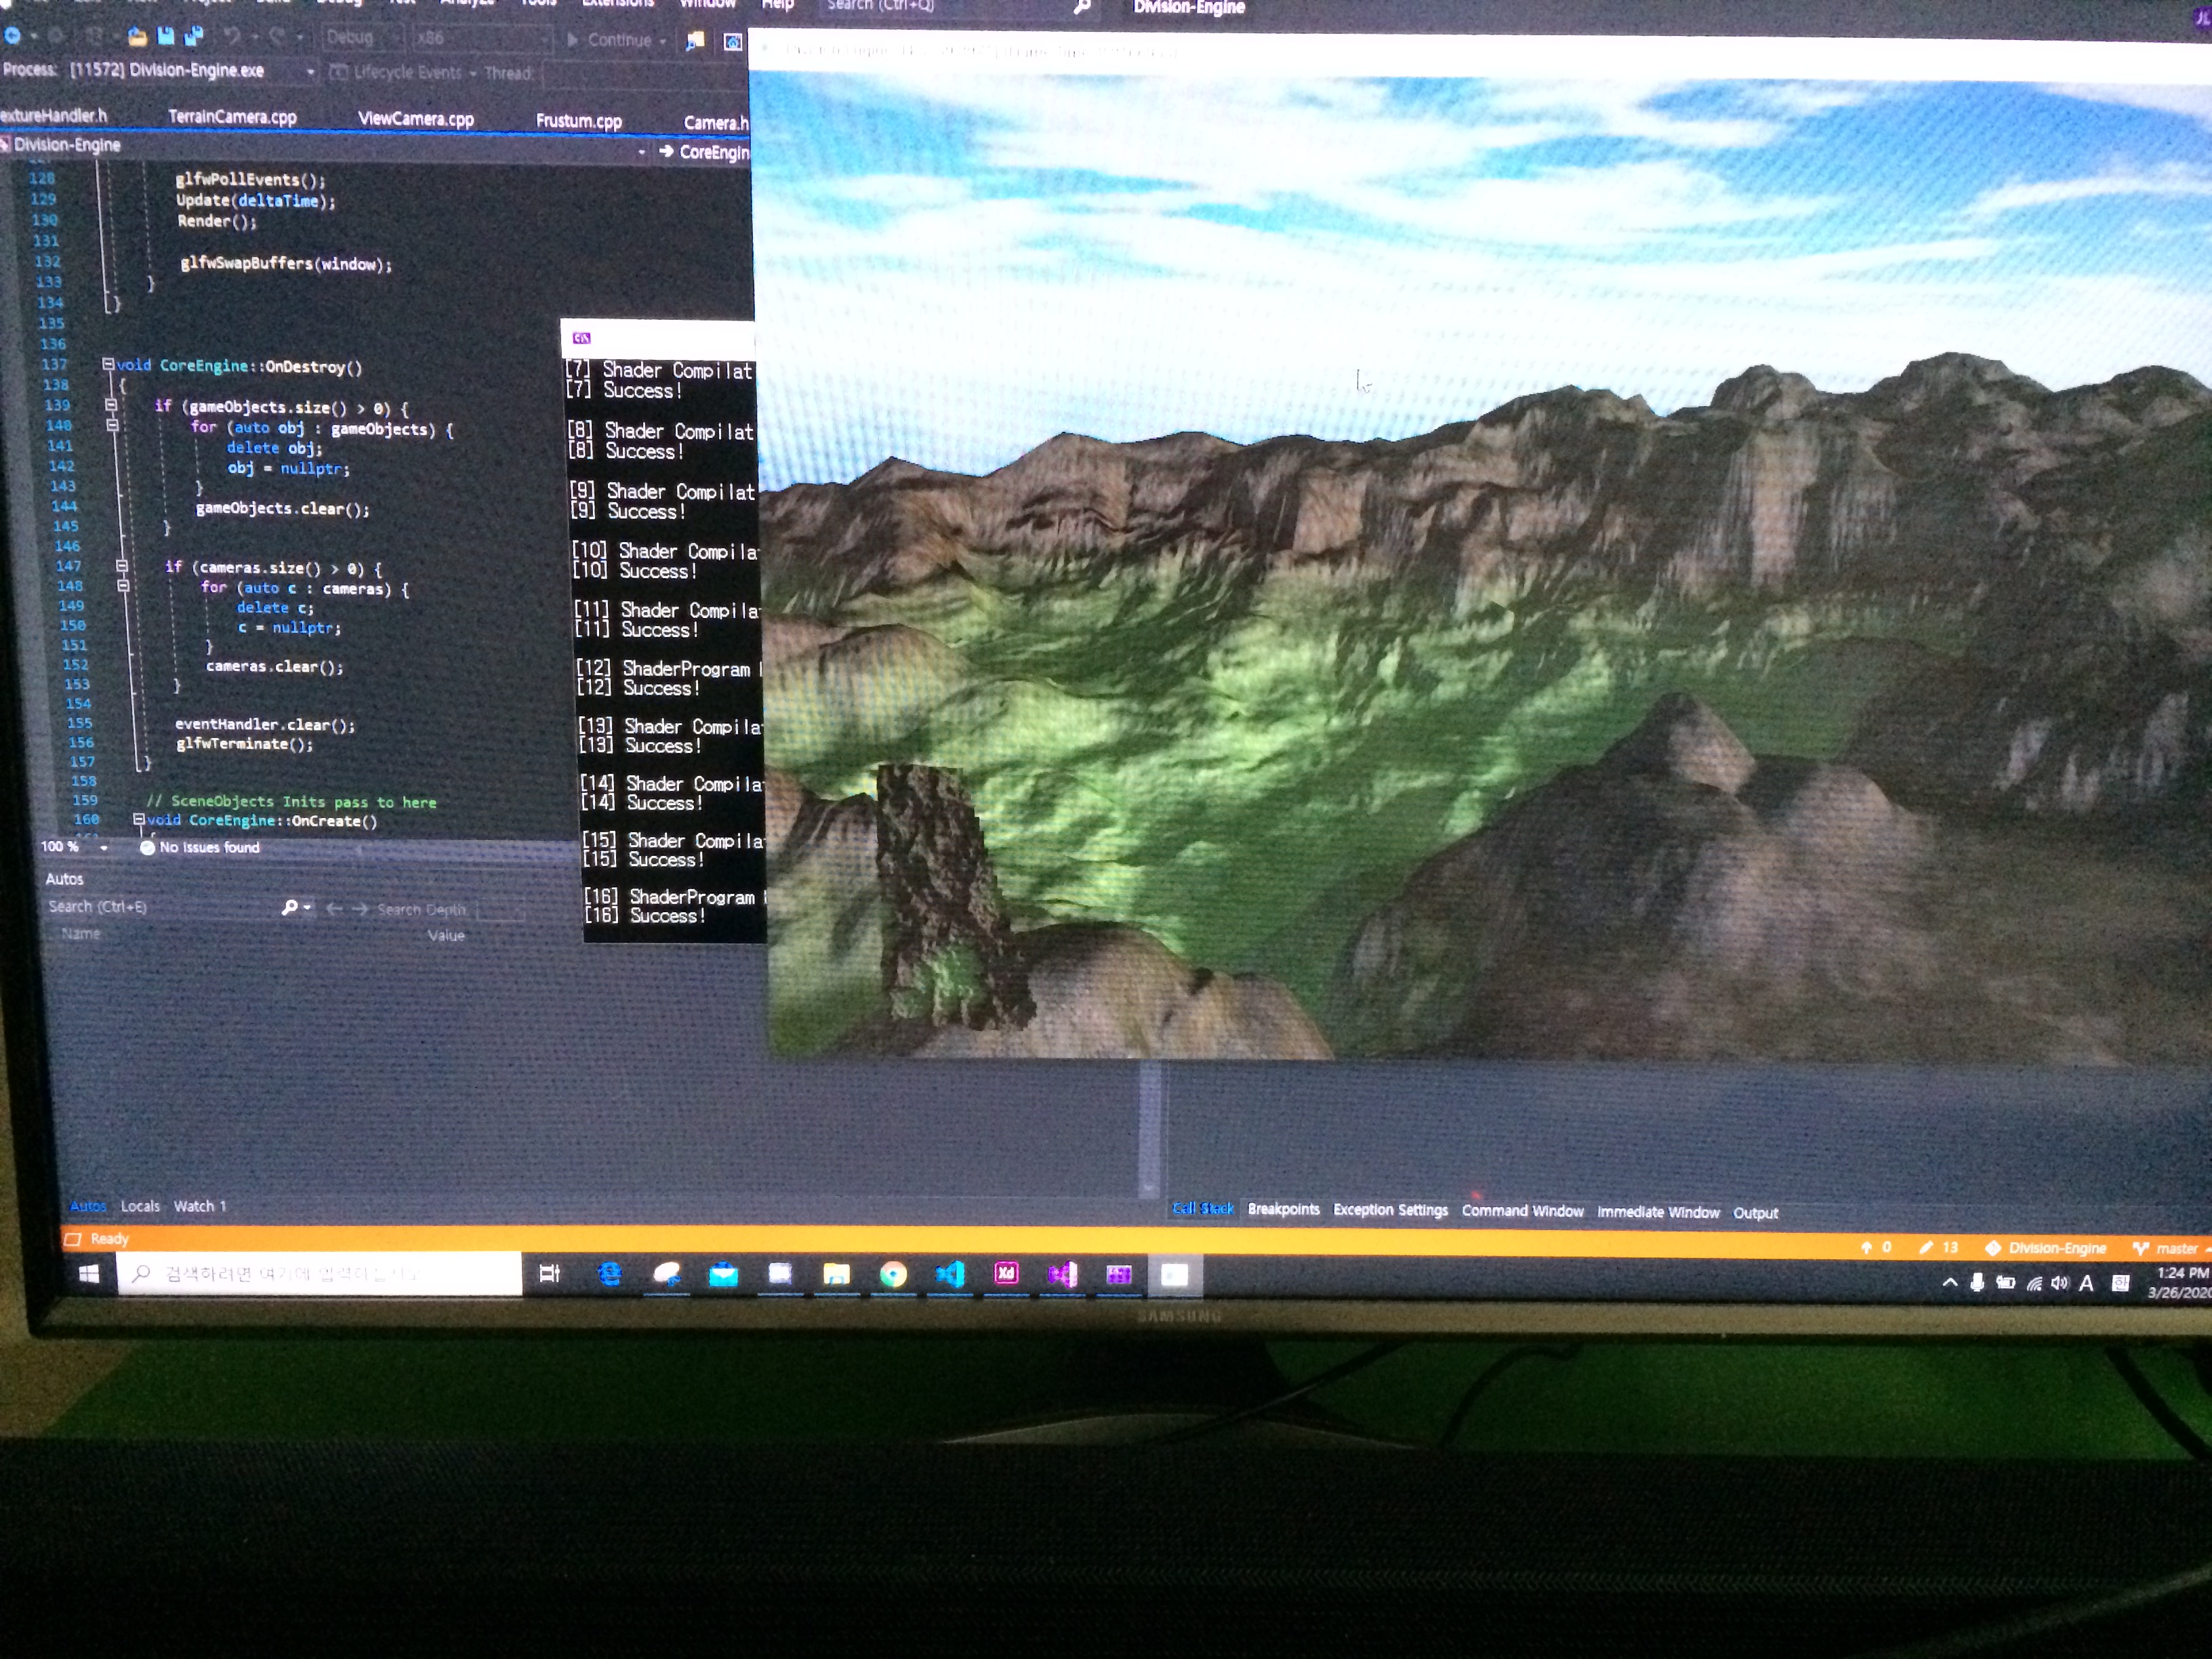 Debug
Analyze
Tools
Extensions
Window
Help
Search (Ctrl+Q)
Division-Engine
Debug
x86
Continue
Process: [11572] Division-Engine.exe
Lifecycle Events
Thread:
extureHandler.h
TerrainCamera.cpp
ViewCamera.cpp
Frustum.cpp
Camera.h
Division-Engine
CoreEngin
128 glfwPollEvents();
129 Update(deltaTime);
130 Render();
131
132 glfwSwapBuffers(window);
133 }
134 }
135
136
137 void CoreEngine::OnDestroy()
138 {
139 if (gameObjects.size() > 0) {
140 for (auto obj : gameObjects) {
141 delete obj;
142 obj = nullptr;
143 }
144 gameObjects.clear();
145 }
146
147 if (cameras.size() > 0) {
148 for (auto c : cameras) {
149 delete c;
150 c = nullptr;
151 }
152 cameras.clear();
153 }
154
155 eventHandler.clear();
156 glfwTerminate();
157 }
158
159 // SceneObjects Inits pass to here
160 void CoreEngine::OnCreate()
100 %
No issues found
[7] Shader Compilat
[7] Success!
[8] Shader Compilat
[8] Success!
[9] Shader Compilat
[9] Success!
[10] Shader Compila
[10] Success!
[11] Shader Compila
[11] Success!
[12] ShaderProgram
[12] Success!
[13] Shader Compila
[13] Success!
[14] Shader Compila
[14] Success!
[15] Shader Compila
[15] Success!
[16] ShaderProgram
[16] Success!
Autos
Search (Ctrl+E)
Search Depth:
Name
Value
Autos
Locals
Watch 1
Call Stack
Breakpoints
Exception Settings
Command Window
Immediate Window
Output
Ready
0
13
Division-Engine
master
검색하려면 여기에 입력하십시오.
Xd
A
1:24 PM
3/26/2020
SAMSUNG